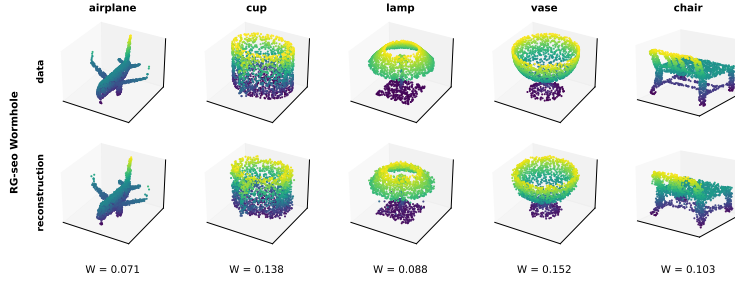 airplane cup lamp vase chair
RG-seo Wormhole
data
reconstruction
W = 0.071 W = 0.138 W = 0.088 W = 0.152 W = 0.103